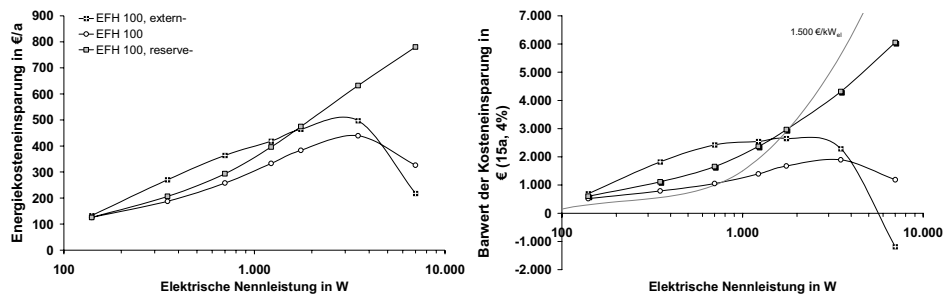 Energiekosteneinsparung in €/a
900
800
700
600
500
400
300
200
100
0
EFH 100, extern-
EFH 100
EFH 100, reserve-
100
1.000
10.000
Elektrische Nennleistung in W
Barwert der Kosteneinsparung in
€ (15a, 4%)
7.000
6.000
5.000
4.000
3.000
2.000
1.000
0
-1.000
-2.000
1.500 €/kWel
100
1.000
10.000
Elektrische Nennleistung in W